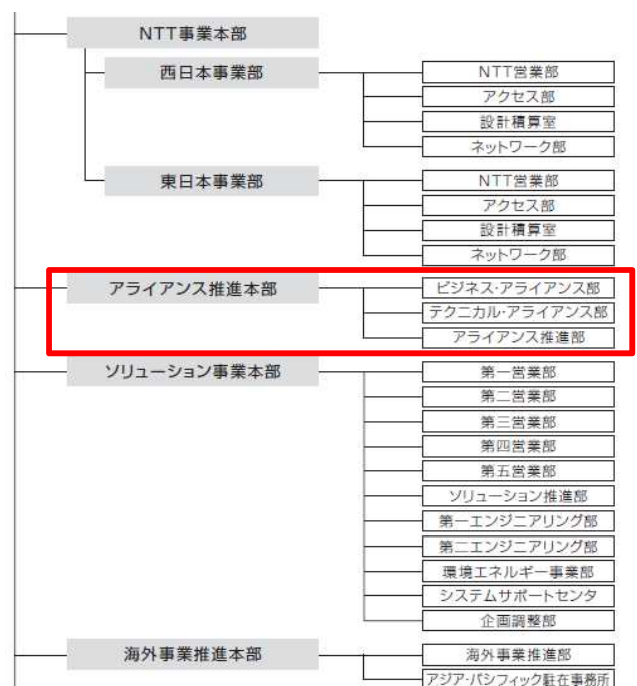 NTT事業本部
西日本事業部
NTT営業部
アクセス部
設計積算室
ネットワーク部
東日本事業部
NTT営業部
アクセス部
設計積算室
ネットワーク部
アライアンス推進本部
ビジネス・アライアンス部
テクニカル・アライアンス部
アライアンス推進部
ソリューション事業本部
第一営業部
第二営業部
第三営業部
第四営業部
第五営業部
ソリューション推進部
第一エンジニアリング部
第二エンジニアリング部
環境エネルギー事業部
システムサポートセンタ
企画調整部
海外事業推進本部
海外事業推進部
アジア・パシフィック駐在事務所